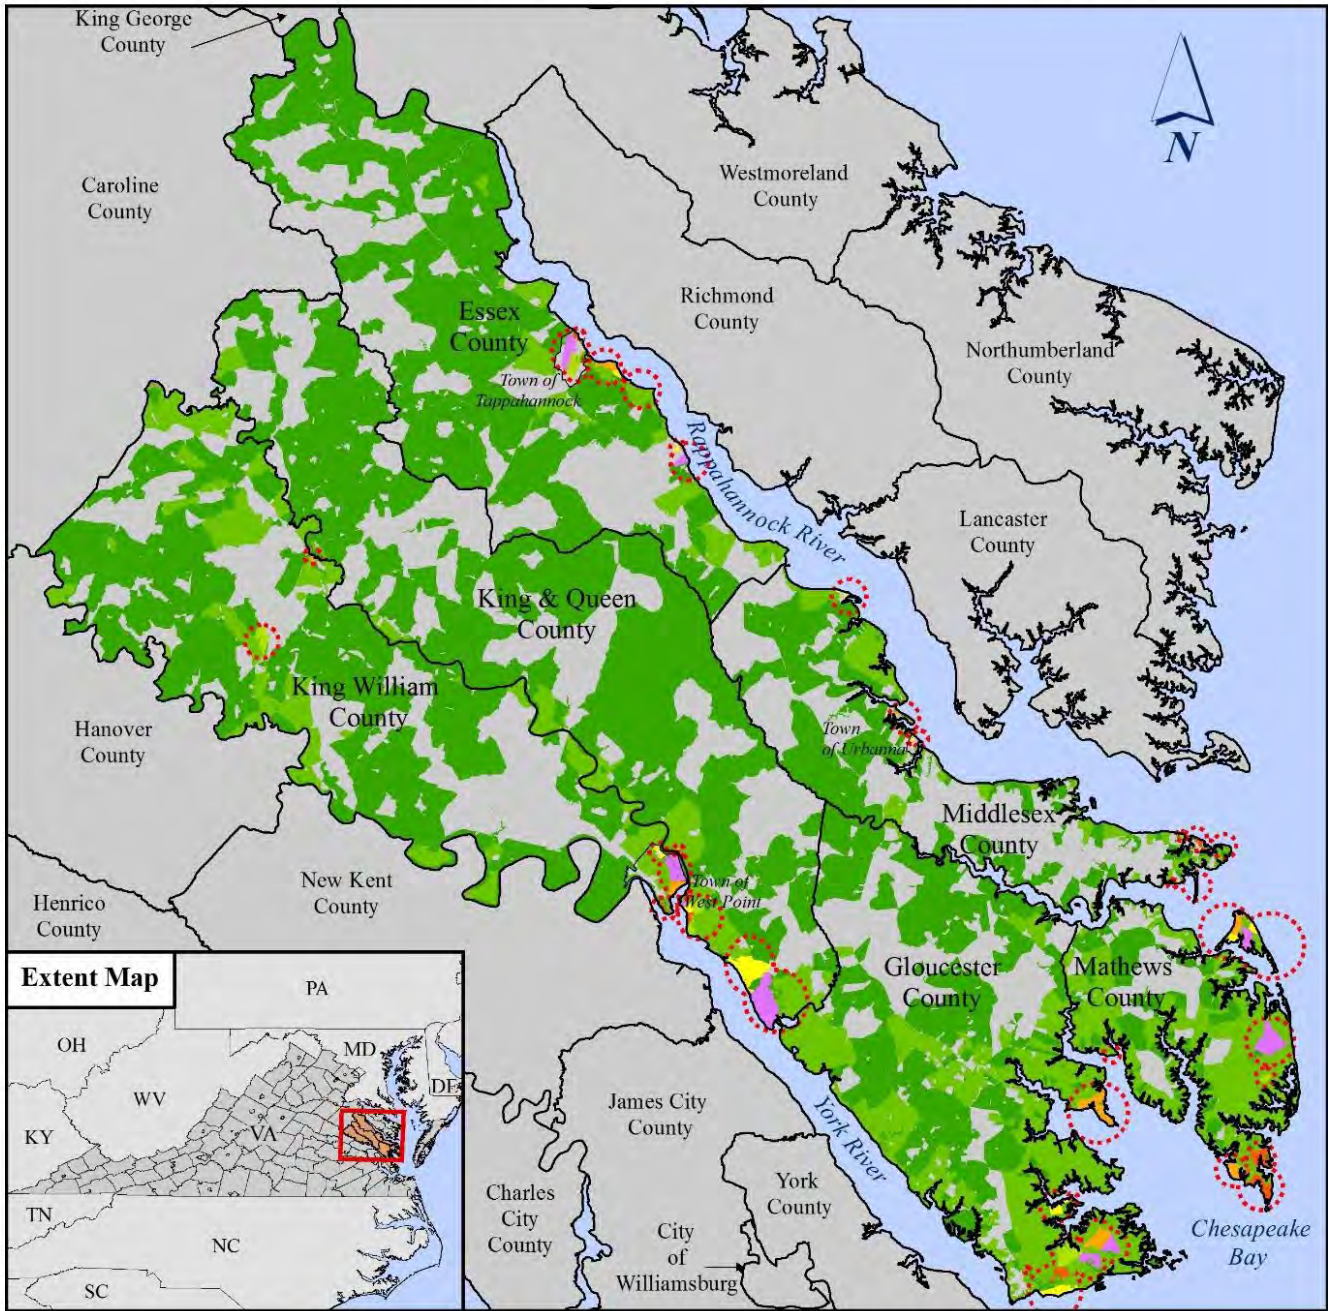 King George
County
N
Westmoreland
County
Caroline
County
Richmond
County
Essex
County
Northumberland
County
Town of
Tappahannock
Rappahannock River
Lancaster
County
King & Queen
County
King William
County
Hanover
County
Town
of Urbanna
Middlesex
County
New Kent
County
Town of
West Point
Henrico
County
Gloucester
County
Mathews
County
Extent Map
PA
OH
MD
DE
WV
KY
VA
TN
NC
SC
James City
County
York River
York
County
Charles
City
County
City
of
Williamsburg
Chesapeake
Bay